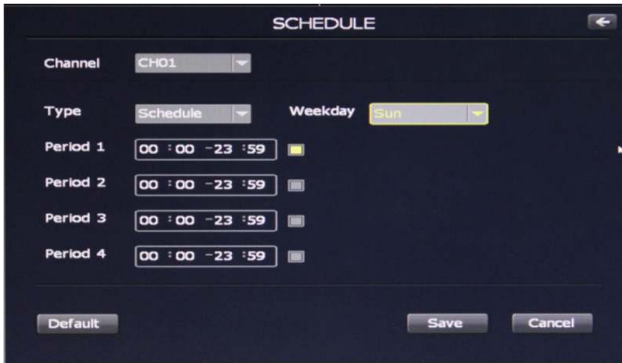 SCHEDULE
Channel CH01
Type Schedule Weekday Sun
Period 1 00 : 00 - 23 : 59
Period 2 00 : 00 - 23 : 59
Period 3 00 : 00 - 23 : 59
Period 4 00 : 00 - 23 : 59
Default Save Cancel